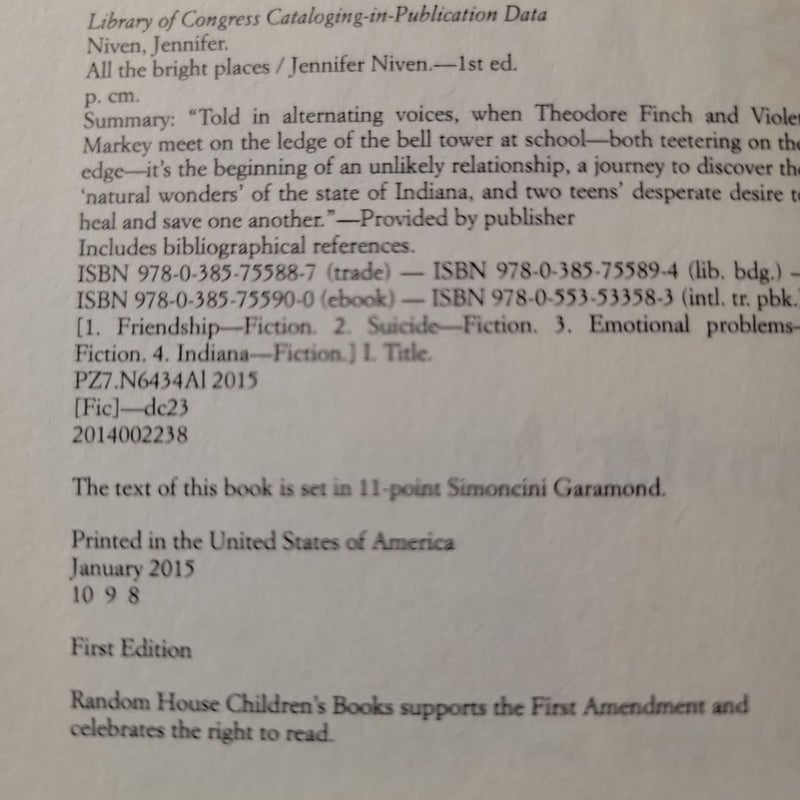 Library of Congress Cataloging-in-Publication Data
Niven, Jennifer.
All the bright places / Jennifer Niven.—1st ed.
p. cm.
Summary: “Told in alternating voices, when Theodore Finch and Viole
Markey meet on the ledge of the bell tower at school—both teetering on the
edge—it’s the beginning of an unlikely relationship, a journey to discover the
‘natural wonders’ of the state of Indiana, and two teens’ desperate desire t
heal and save one another.”—Provided by publisher
Includes bibliographical references.
ISBN 978-0-385-75588-7 (trade) — ISBN 978-0-385-75589-4 (lib. bdg.) –
ISBN 978-0-385-75590-0 (ebook) — ISBN 978-0-553-53358-3 (intl. tr. pbk.)
[1. Friendship—Fiction. 2. Suicide—Fiction. 3. Emotional problems–
Fiction. 4. Indiana—Fiction.] I. Title.
PZ7.N6434Al 2015
[Fic]—dc23
2014002238
The text of this book is set in 11-point Simoncini Garamond.
Printed in the United States of America
January 2015
10 9 8
First Edition
Random House Children’s Books supports the First Amendment and
celebrates the right to read.